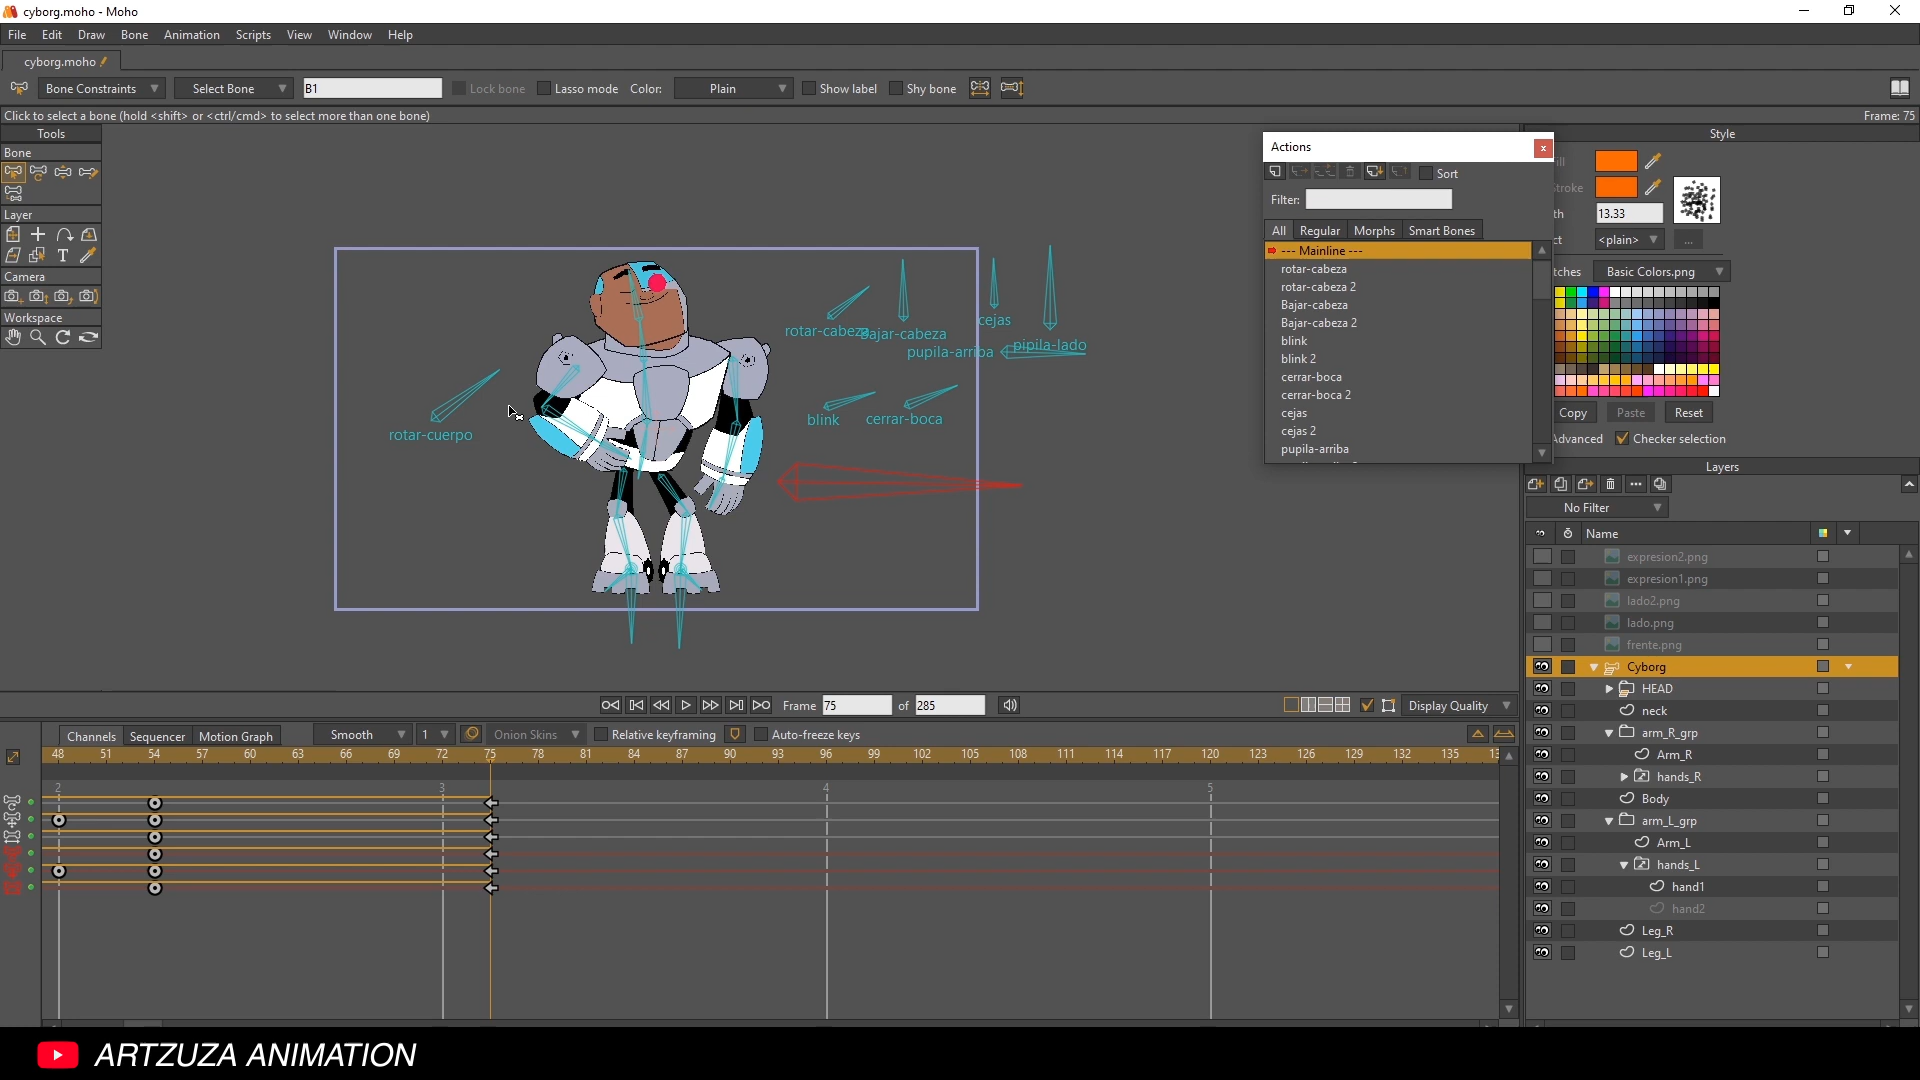 cyborg.moho - Moho
File Edit Draw Bone Animation Scripts View Window Help
cyborg.moho
Bone Constraints Select Bone B1 Lock bone Lasso mode Color: Plain Show label Shy bone
Click to select a bone (hold <shift> or <ctrl/cmd> to select more than one bone) Frame: 75
Tools
Bone
Layer
Camera
Workspace
rotar-cuerpo
rotar-cabeza
Bajar-cabeza
cejas
pupila-arriba
pipila-lado
blink
cerrar-boca
Actions
Sort
Filter:
All Regular Morphs Smart Bones
--- Mainline ---
rotar-cabeza
rotar-cabeza 2
Bajar-cabeza
Bajar-cabeza 2
blink
blink 2
cerrar-boca
cerrar-boca 2
cejas
cejas 2
pupila-arriba
Style
ill
troke
th 13.33
ct <plain> ...
tches Basic Colors.png
Copy Paste Reset
Advanced Checker selection
Layers
No Filter
Name
expresion2.png
expresion1.png
lado2.png
lado.png
frente.png
Cyborg
HEAD
neck
arm_R_grp
Arm_R
hands_R
Body
arm_L_grp
Arm_L
hands_L
hand1
hand2
Leg_R
Leg_L
Frame 75 of 285 Display Quality
Channels Sequencer Motion Graph Smooth 1 Onion Skins Relative keyframing Auto-freeze keys
48 51 54 57 60 63 66 69 72 75 78 81 84 87 90 93 96 99 102 105 108 111 114 117 120 123 126 129 132 135
2 3 4 5
ARTZUZA ANIMATION